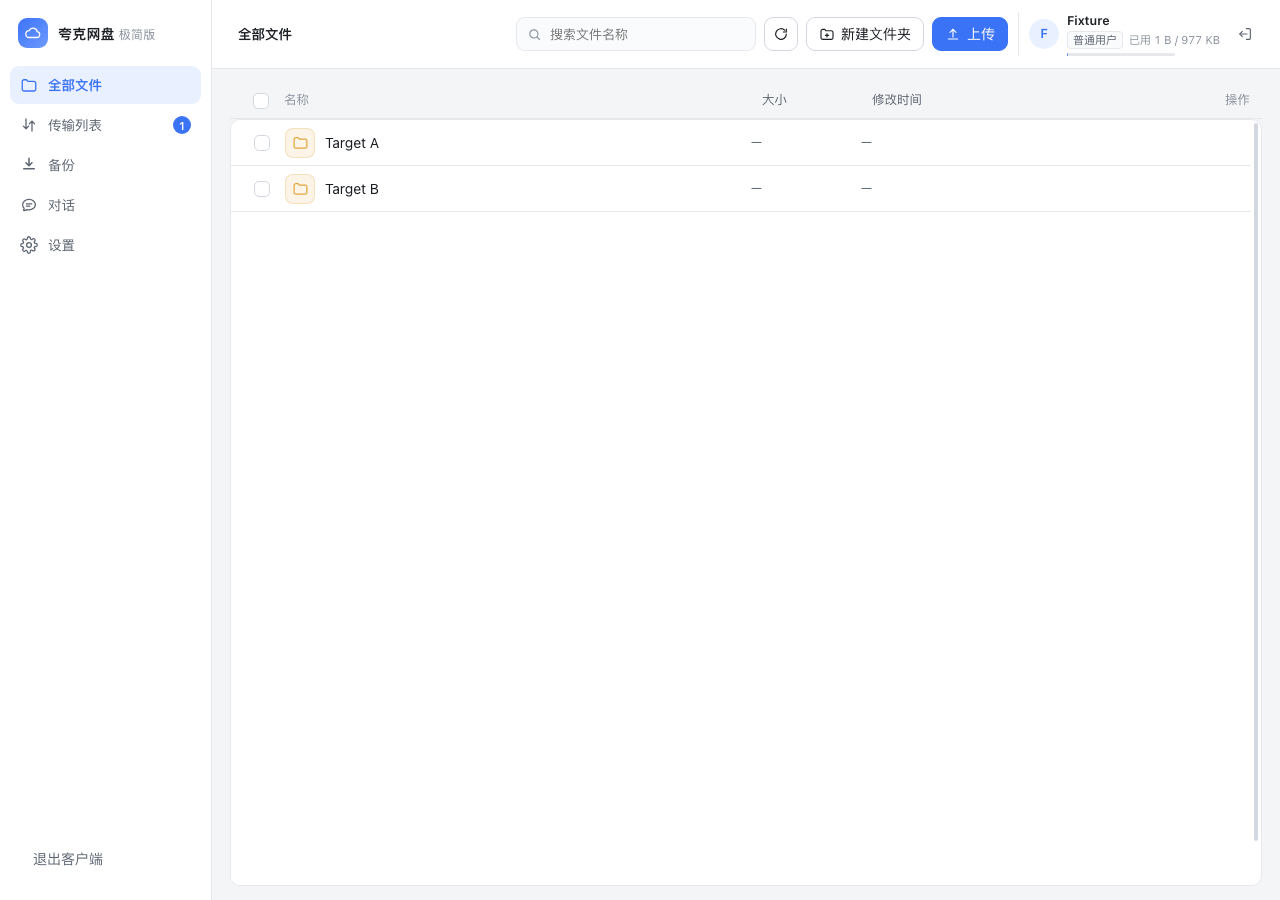 夸克网盘 极简版
全部文件
传输列表 1
备份
对话
设置
退出客户端
全部文件
搜索文件名称
新建文件夹
上传
F
Fixture
普通用户 已用 1 B / 977 KB
名称 大小 修改时间 操作
Target A — —
Target B — —